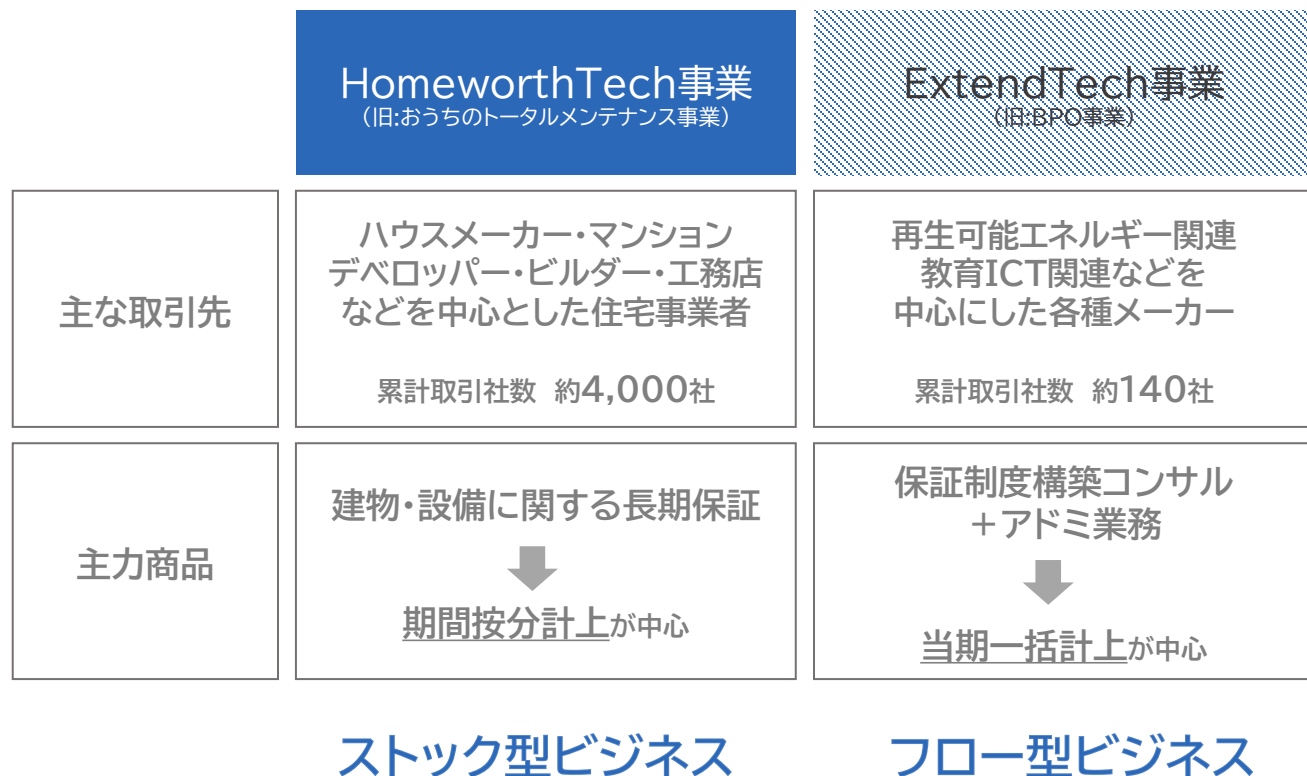 HomeworthTech事業
(旧:おうちのトータルメンテナンス事業)
ExtendTech事業
(旧:BPO事業)
主な取引先
ハウスメーカー・マンション
デベロッパー・ビルダー・工務店
などを中心とした住宅事業者
累計取引社数 約4,000社
再生可能エネルギー関連
教育ICT関連などを
中心にした各種メーカー
累計取引社数 約140社
主力商品
建物・設備に関する長期保証
期間按分計上が中心
保証制度構築コンサル
+アドミ業務
当期一括計上が中心
ストック型ビジネス
フロー型ビジネス